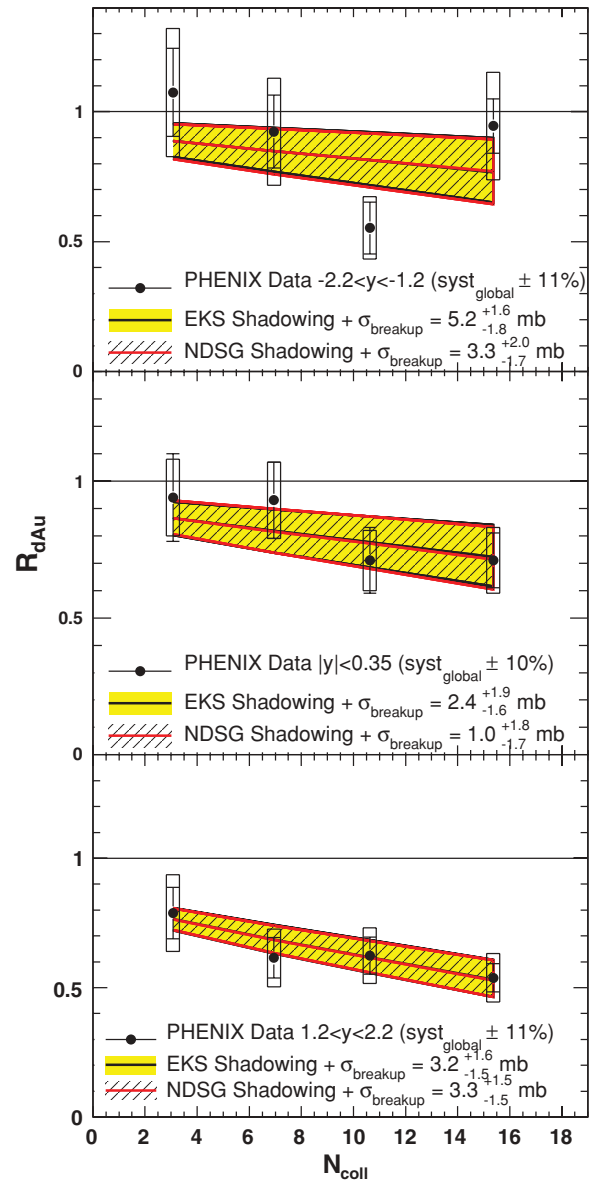 1
0.5
PHENIX Data -2.2<y<-1.2 (syst_global ± 11%)
EKS Shadowing + σ_breakup = 5.2 +1.6 -1.8 mb
NDSG Shadowing + σ_breakup = 3.3 +2.0 -1.7 mb
0
1
R_dAu
0.5
PHENIX Data |y|<0.35 (syst_global ± 10%)
EKS Shadowing + σ_breakup = 2.4 +1.9 -1.6 mb
NDSG Shadowing + σ_breakup = 1.0 +1.8 -1.7 mb
0
1
0.5
PHENIX Data 1.2<y<2.2 (syst_global ± 11%)
EKS Shadowing + σ_breakup = 3.2 +1.6 -1.5 mb
NDSG Shadowing + σ_breakup = 3.3 +1.5 -1.5 mb
0
0 2 4 6 8 10 12 14 16 18
N_coll